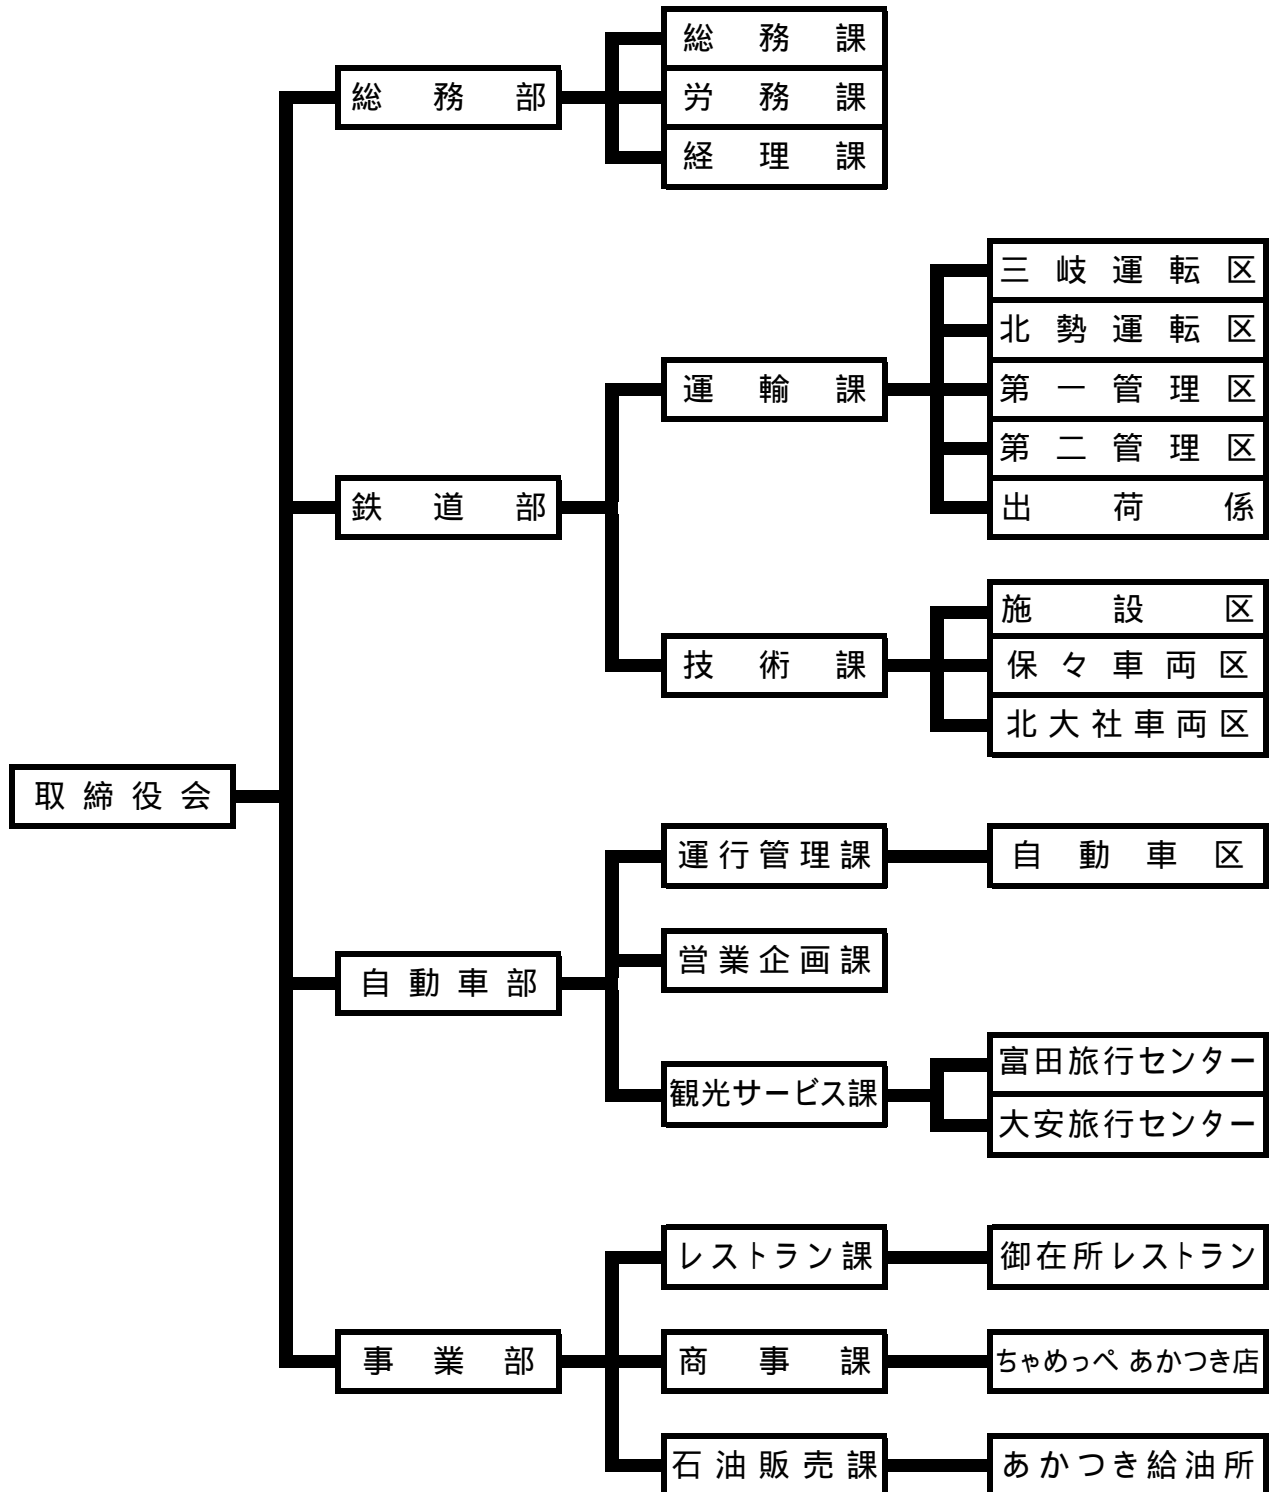 取締役会
総務部
総務課
労務課
経理課
鉄道部
運輸課
三岐運転区
北勢運転区
第一管理区
第二管理区
出荷係
技術課
施設区
保々車両区
北大社車両区
自動車部
運行管理課
自動車区
営業企画課
観光サービス課
富田旅行センター
大安旅行センター
事業部
レストラン課
御在所レストラン
商事課
ちゃめっぺ あかつき店
石油販売課
あかつき給油所